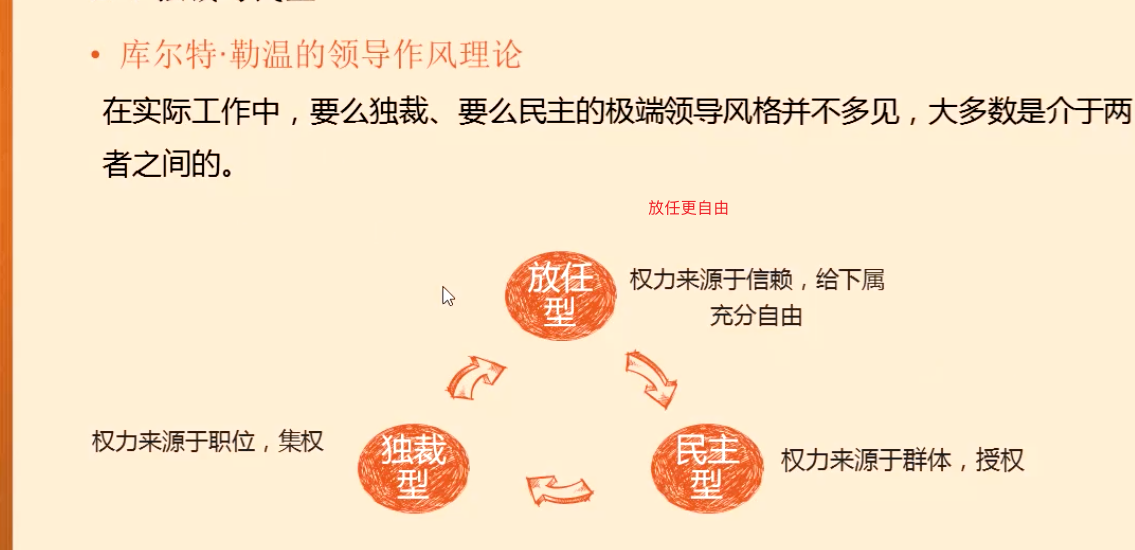 • 库尔特·勒温的领导作风理论
在实际工作中，要么独裁、要么民主的极端领导风格并不多见，大多数是介于两
者之间的。
放任更自由
放任
型
权力来源于信赖，给下属
充分自由
权力来源于职位，集权
独裁
型
民主
型
权力来源于群体，授权